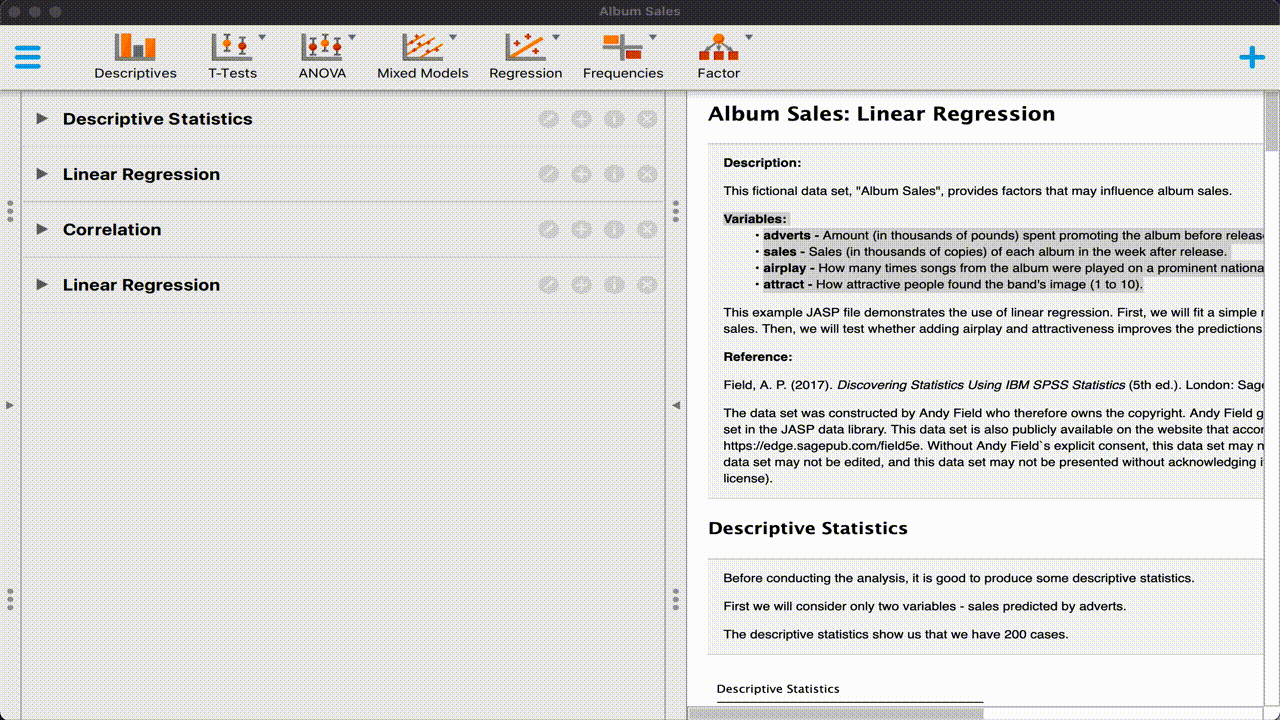 Album Sales
Descriptives
T-Tests
ANOVA
Mixed Models
Regression
Frequencies
Factor
Descriptive Statistics
Linear Regression
Correlation
Linear Regression
Album Sales: Linear Regression
Description:
This fictional data set, "Album Sales", provides factors that may influence album sales.
Variables:
• adverts - Amount (in thousands of pounds) spent promoting the album before releas
• sales - Sales (in thousands of copies) of each album in the week after release.
• airplay - How many times songs from the album were played on a prominent nationa
• attract - How attractive people found the band's image (1 to 10).
This example JASP file demonstrates the use of linear regression. First, we will fit a simple
sales. Then, we will test whether adding airplay and attractiveness improves the predictions
Reference:
Field, A. P. (2017). Discovering Statistics Using IBM SPSS Statistics (5th ed.). London: Sag
The data set was constructed by Andy Field who therefore owns the copyright. Andy Field g
set in the JASP data library. This data set is also publicly available on the website that acco
https://edge.sagepub.com/field5e. Without Andy Field`s explicit consent, this data set may n
data set may not be edited, and this data set may not be presented without acknowledging i
license).
Descriptive Statistics
Before conducting the analysis, it is good to produce some descriptive statistics.
First we will consider only two variables - sales predicted by adverts.
The descriptive statistics show us that we have 200 cases.
Descriptive Statistics